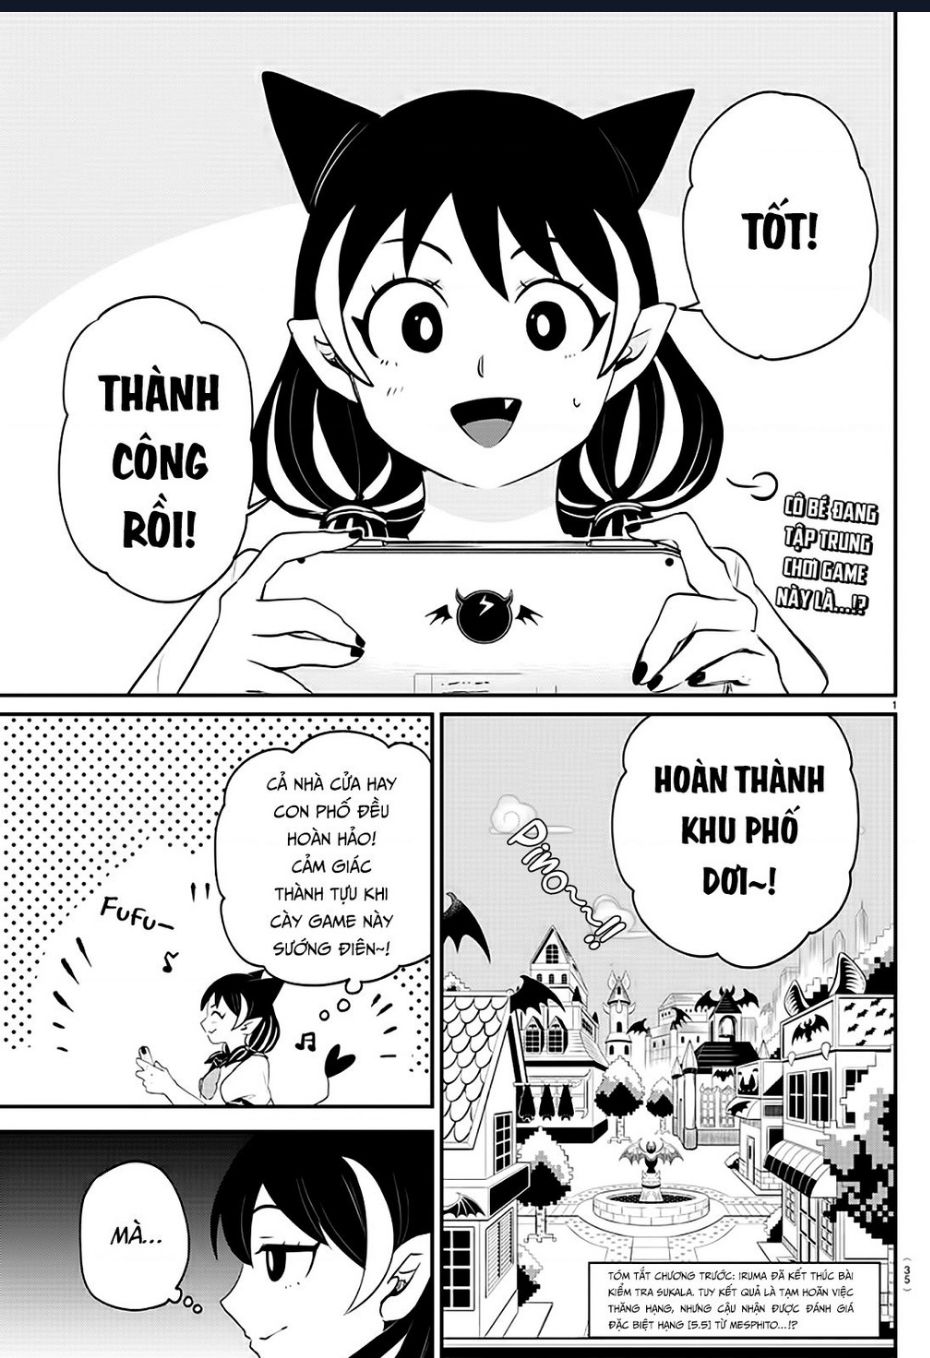 TỐT!
THÀNH
CÔNG
RỒI!
CÔ BÉ ĐANG
TẬP TRUNG
CHƠI GAME
NÀY LÀ...!?
1
HOÀN THÀNH
KHU PHỐ
DƠI~!
Ding~~!!
CẢ NHÀ CỬA HAY
CON PHỐ ĐỀU
HOÀN HẢO!
CẢM GIÁC
THÀNH TỰU KHI
CÀY GAME NÀY
SƯỚNG ĐIÊN~!
FUFU~
MÀ...
TÓM TẮT CHƯƠNG TRƯỚC: IRUMA ĐÃ KẾT THÚC BÀI
KIỂM TRA SUKALA. TUY KẾT QUẢ LÀ TẠM HOÃN VIỆC
THĂNG HẠNG, NHƯNG CẬU NHẬN ĐƯỢC ĐÁNH GIÁ
ĐẶC BIỆT HẠNG [5.5] TỪ MESPHITO...!?
(35)